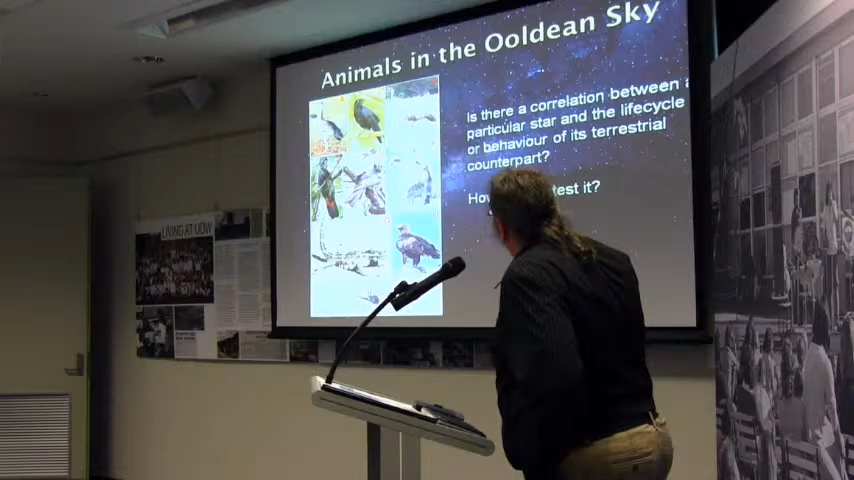 Animals in the Ooldean Sky
Is there a correlation between a
particular star and the lifecycle
or behaviour of its terrestrial
counterpart?
How test it?
LIVING AT UOW